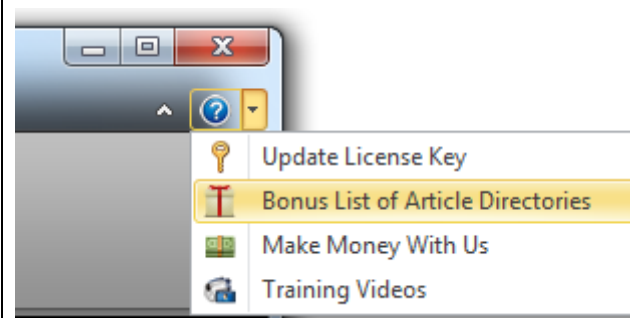 Update License Key
Bonus List of Article Directories
Make Money With Us
Training Videos